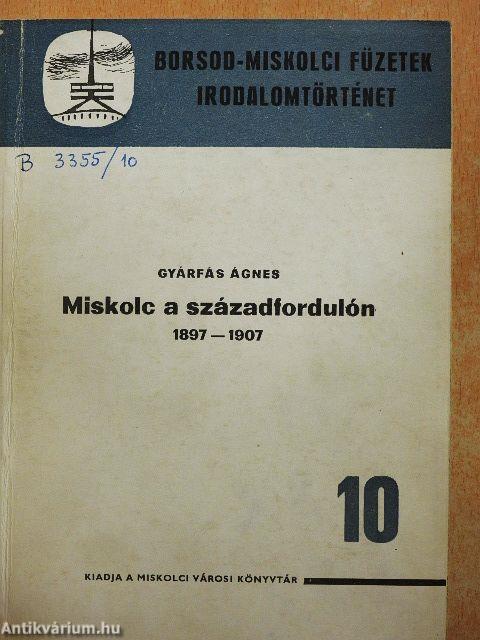 BORSOD-MISKOLCI FÜZETEK
IRODALOMTÖRTÉNET
B 3355/10
GYÁRFÁS ÁGNES
Miskolc a századfordulón
1897 — 1907
10
KIADJA A MISKOLCI VÁROSI KÖNYVTÁR
Antikvárium.hu